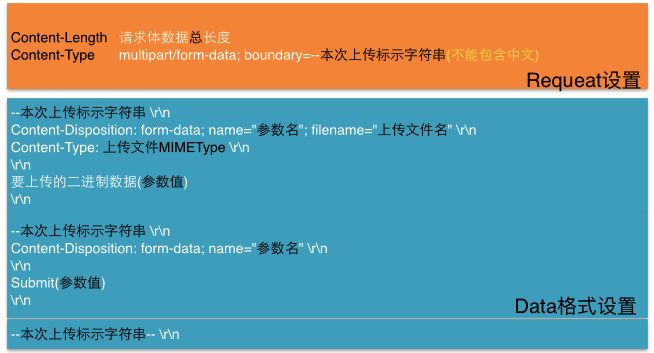 Content-Length 请求体数据总长度
Content-Type multipart/form-data; boundary=--本次上传标示字符串(不能包含中文)
Requeat设置
--本次上传标示字符串 \r\n
Content-Disposition: form-data; name="参数名"; filename="上传文件名" \r\n
Content-Type: 上传文件MIMEType \r\n
\r\n
要上传的二进制数据(参数值)
\r\n
--本次上传标示字符串 \r\n
Content-Disposition: form-data; name="参数名" \r\n
\r\n
Submit(参数值)
\r\n
Data格式设置
--本次上传标示字符串-- \r\n